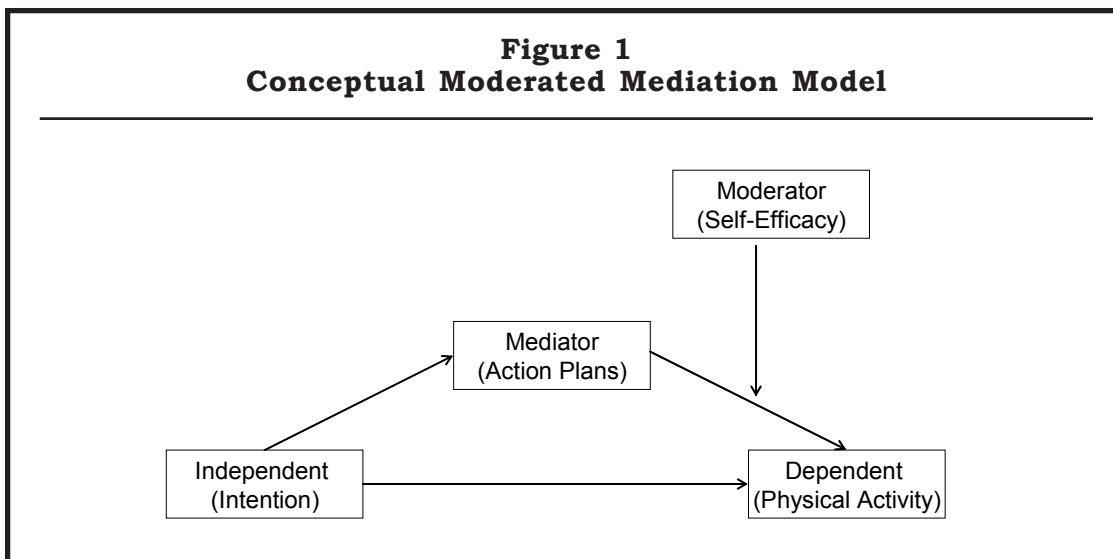 Figure 1
Conceptual Moderated Mediation Model
Moderator
(Self-Efficacy)
Mediator
(Action Plans)
Independent
(Intention)
Dependent
(Physical Activity)